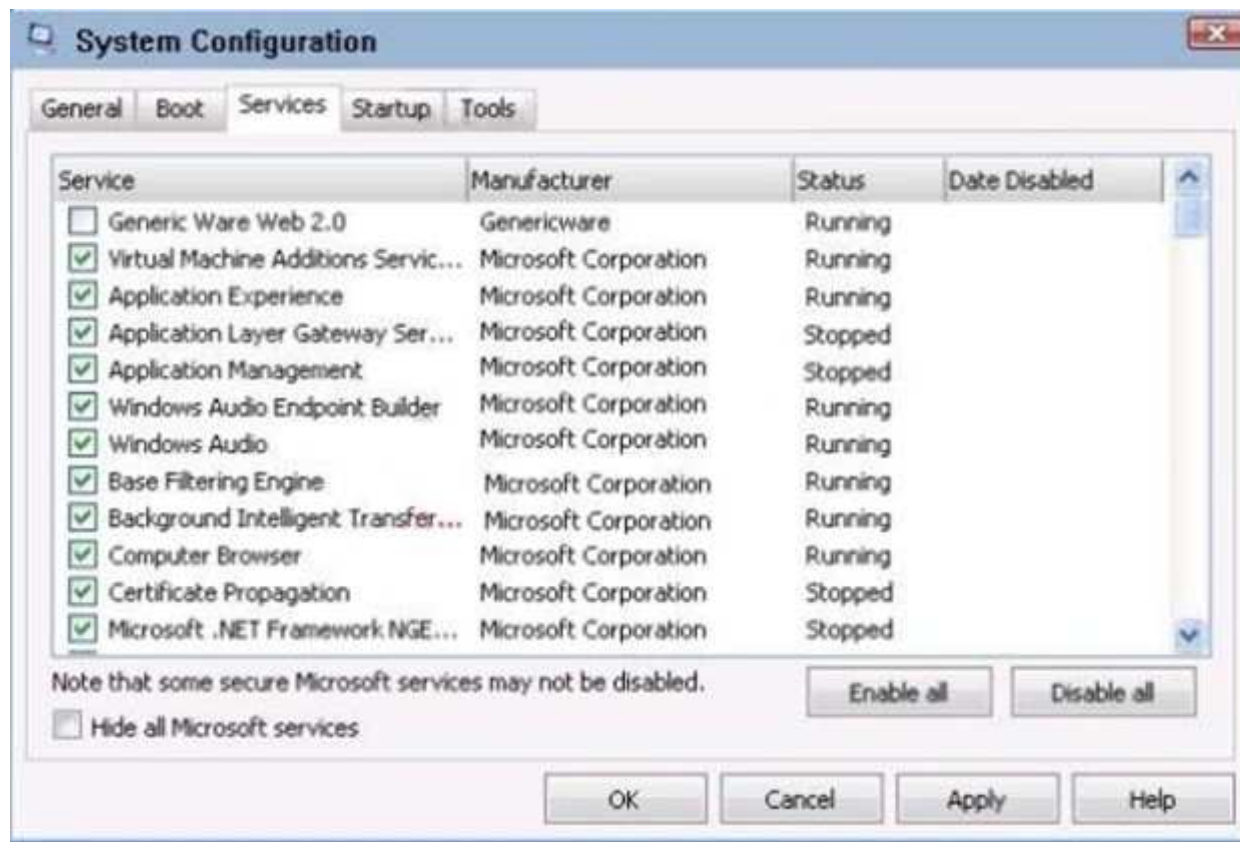 System Configuration
General Boot Services Startup Tools
Service Manufacturer Status Date Disabled
Generic Ware Web 2.0 Genericware Running
Virtual Machine Additions Servic... Microsoft Corporation Running
Application Experience Microsoft Corporation Running
Application Layer Gateway Ser... Microsoft Corporation Stopped
Application Management Microsoft Corporation Stopped
Windows Audio Endpoint Builder Microsoft Corporation Running
Windows Audio Microsoft Corporation Running
Base Filtering Engine Microsoft Corporation Running
Background Intelligent Transfer... Microsoft Corporation Running
Computer Browser Microsoft Corporation Running
Certificate Propagation Microsoft Corporation Stopped
Microsoft .NET Framework NGE... Microsoft Corporation Stopped
Note that some secure Microsoft services may not be disabled.
Enable all Disable all
Hide all Microsoft services
OK Cancel Apply Help